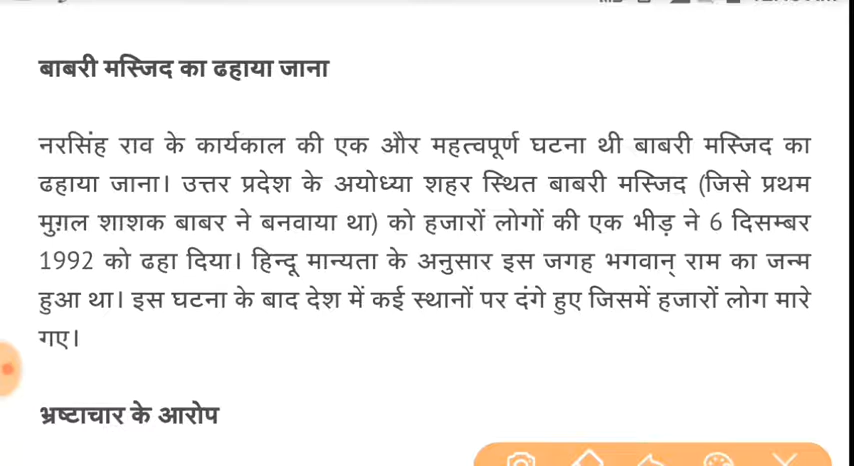 बाबरी मस्जिद का ढहाया जाना
नरसिंह राव के कार्यकाल की एक और महत्वपूर्ण घटना थी बाबरी मस्जिद का
ढहाया जाना। उत्तर प्रदेश के अयोध्या शहर स्थित बाबरी मस्जिद (जिसे प्रथम
मुग़ल शाशक बाबर ने बनवाया था) को हजारों लोगों की एक भीड़ ने 6 दिसम्बर
1992 को ढहा दिया। हिन्दू मान्यता के अनुसार इस जगह भगवान् राम का जन्म
हुआ था। इस घटना के बाद देश में कई स्थानों पर दंगे हुए जिसमें हजारों लोग मारे
गए।
भ्रष्टाचार के आरोप